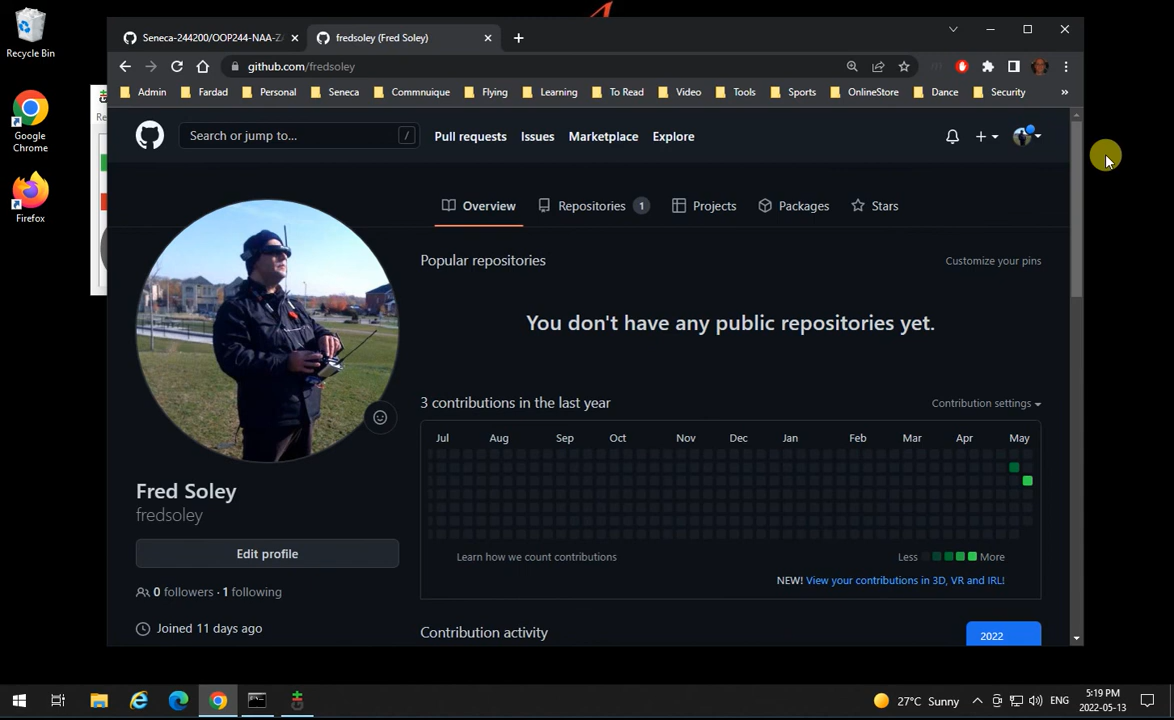 Recycle Bin
Google
Chrome
Firefox
Seneca-244200/OOP244-NAA-Z
fredsoley (Fred Soley)
github.com/fredsoley
Admin
Fardad
Personal
Seneca
Commnuique
Flying
Learning
To Read
Video
Tools
Sports
OnlineStore
Dance
Security
»
Search or jump to...
/
Pull requests
Issues
Marketplace
Explore
Overview
Repositories 1
Projects
Packages
Stars
Popular repositories
Customize your pins
You don't have any public repositories yet.
3 contributions in the last year
Contribution settings
Jul Aug Sep Oct Nov Dec Jan Feb Mar Apr May
Learn how we count contributions
Less
More
NEW! View your contributions in 3D, VR and IRL!
Fred Soley
fredsoley
Edit profile
0 followers · 1 following
Joined 11 days ago
Contribution activity
2022
27°C Sunny
ENG
5:19 PM
2022-05-13